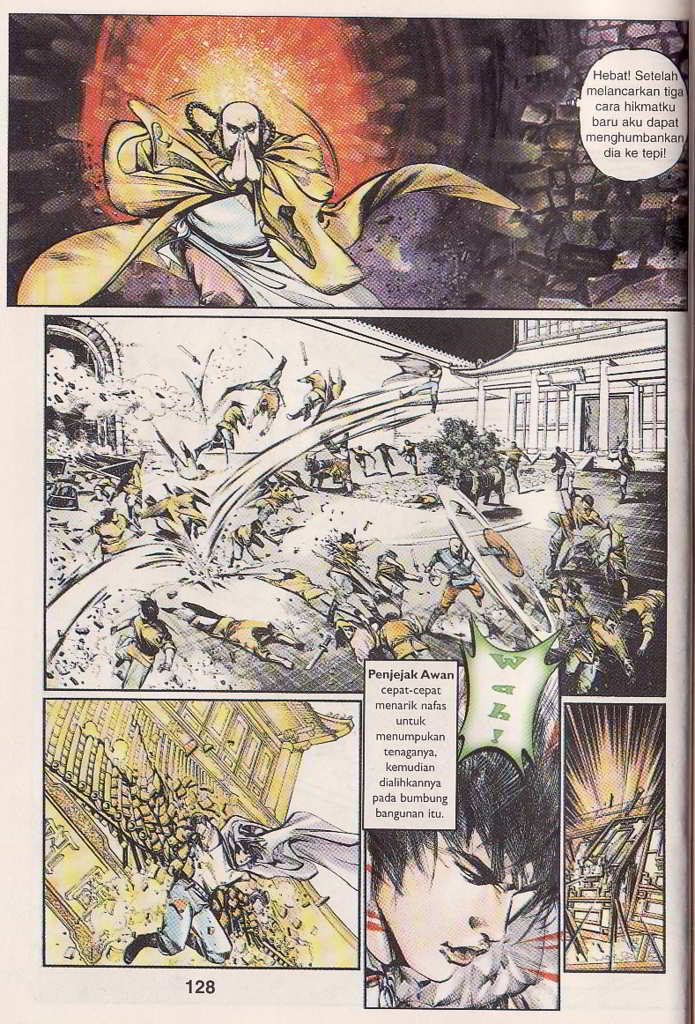 Hebat! Setelah
melancarkan tiga
cara hikmatku
baru aku dapat
menghumbankan
dia ke tepi!
Penjejak Awan
cepat-cepat
menarik nafas
untuk
menumpukan
tenaganya,
kemudian
dialihkannya
pada bumbung
bangunan itu.
Wah!
128